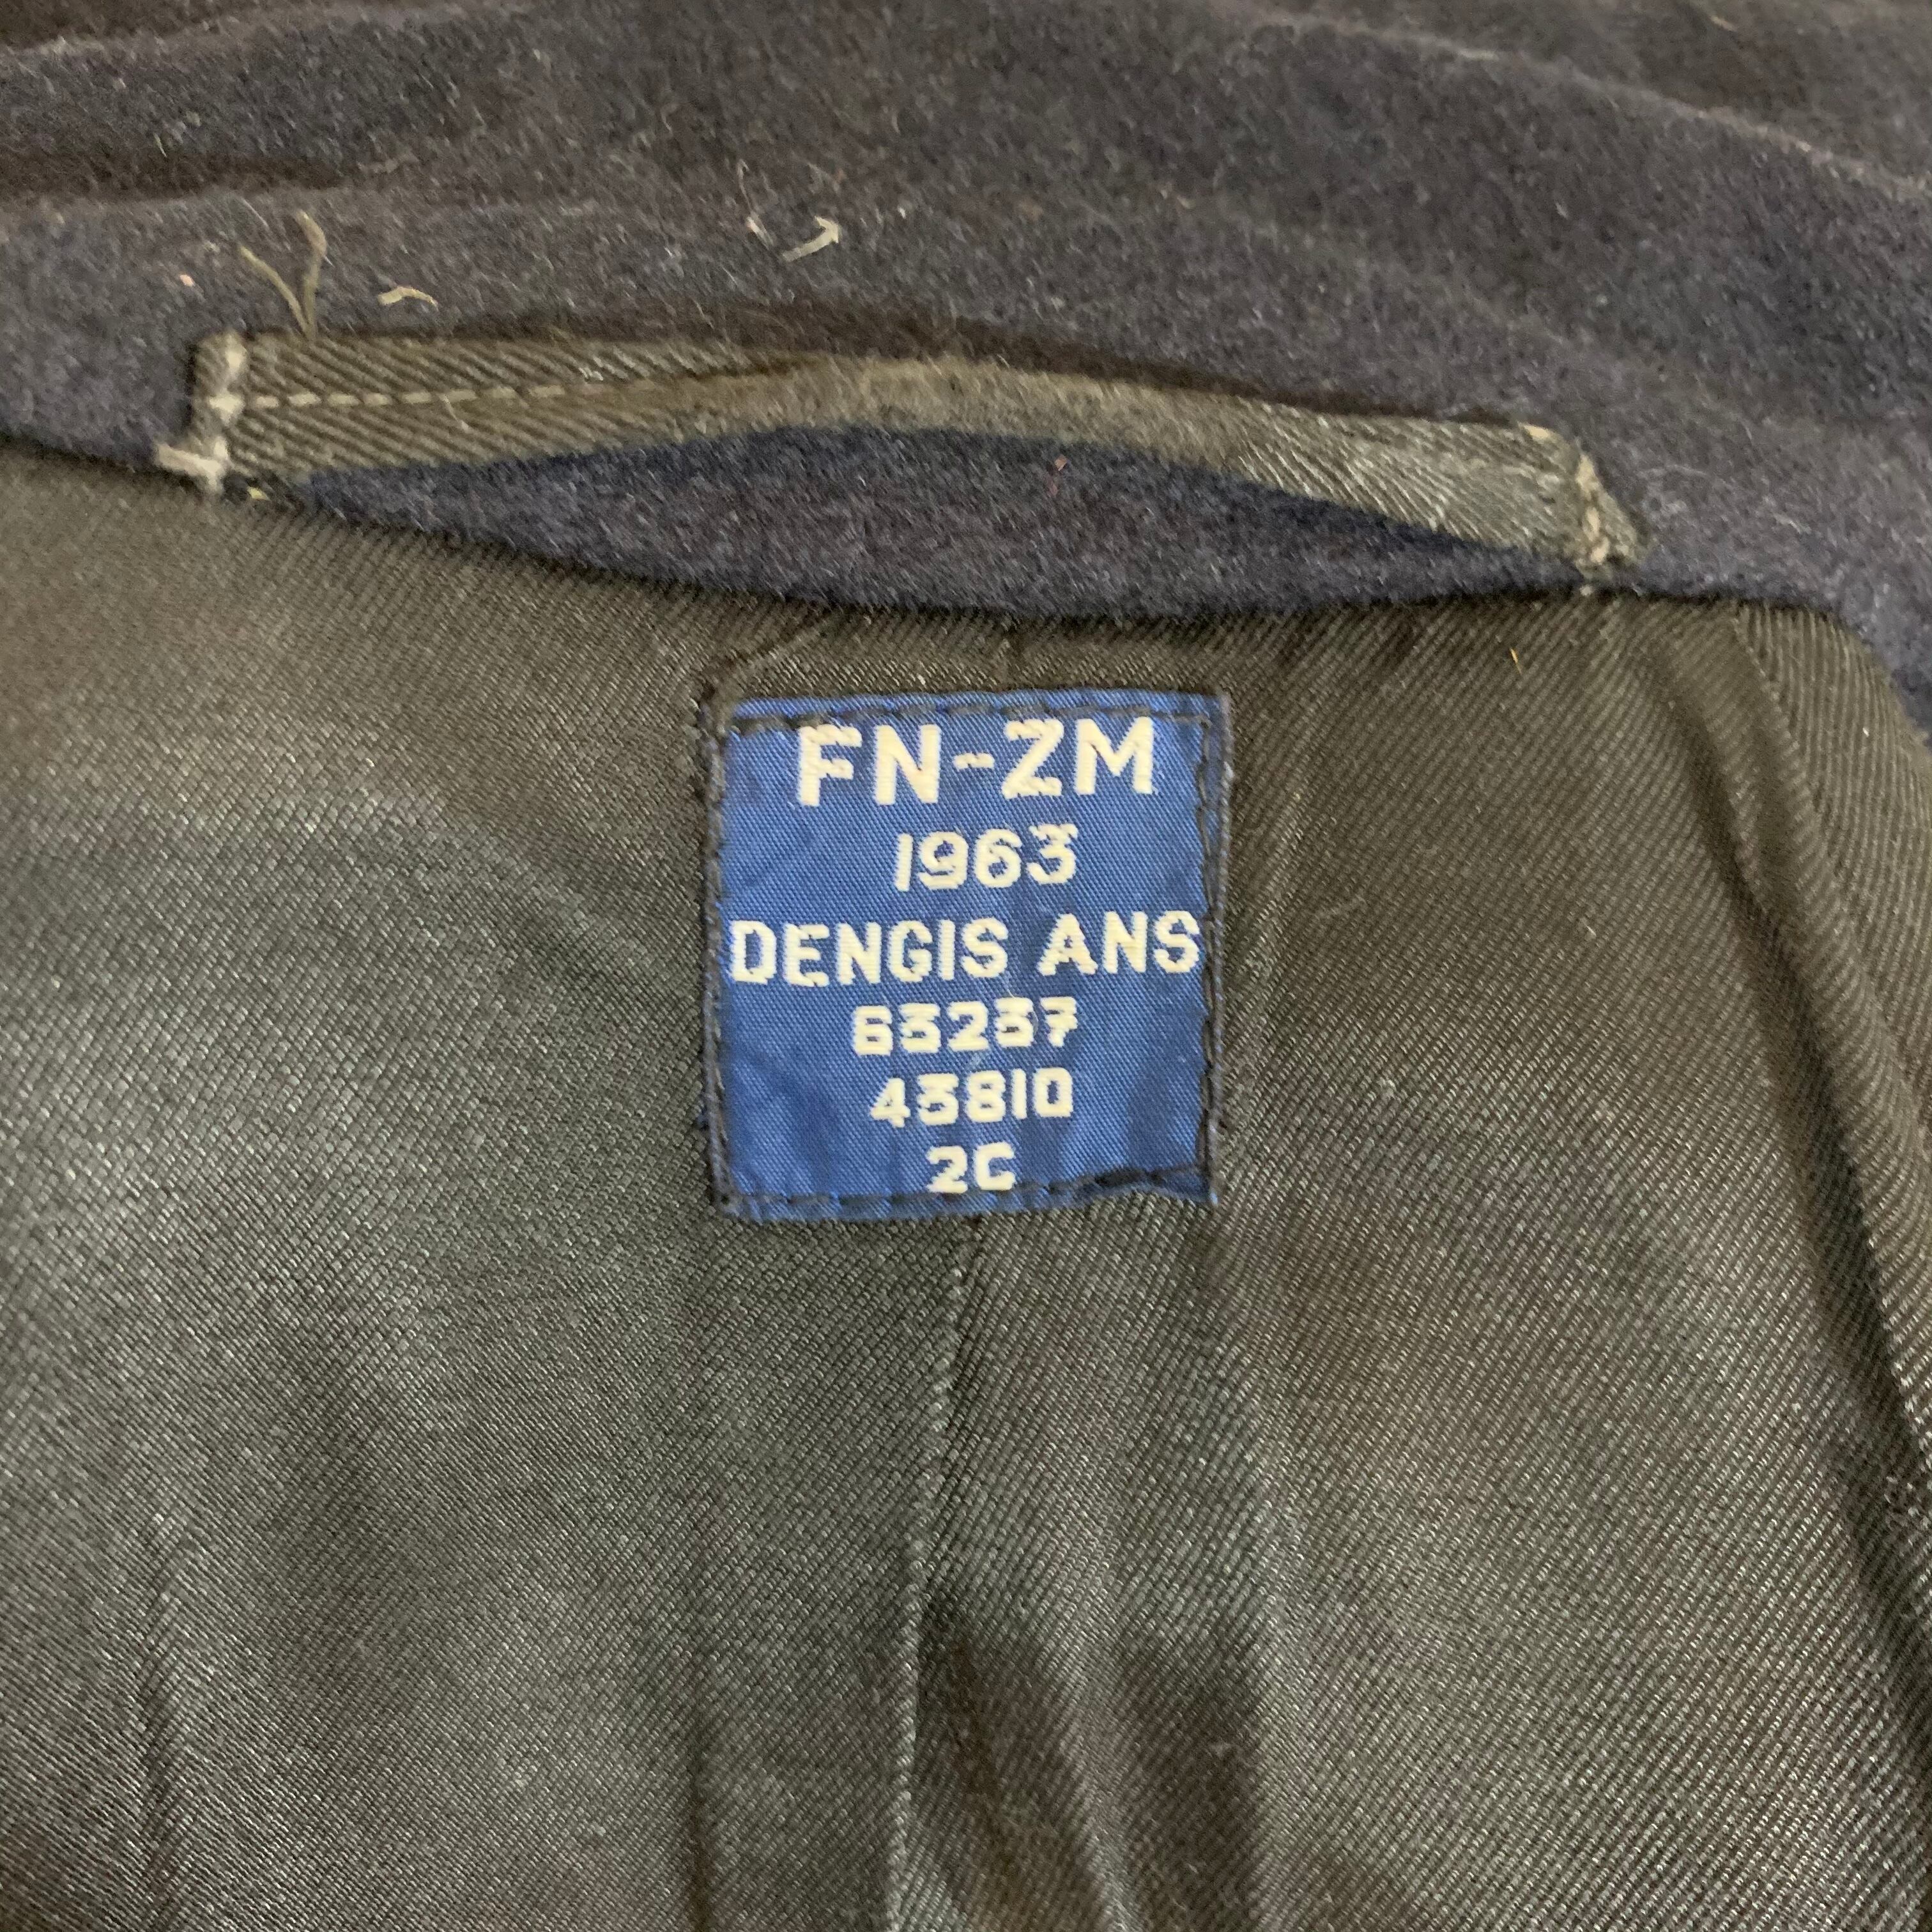 FN-ZM
1963
DENGIS ANS
63237
43810
2C